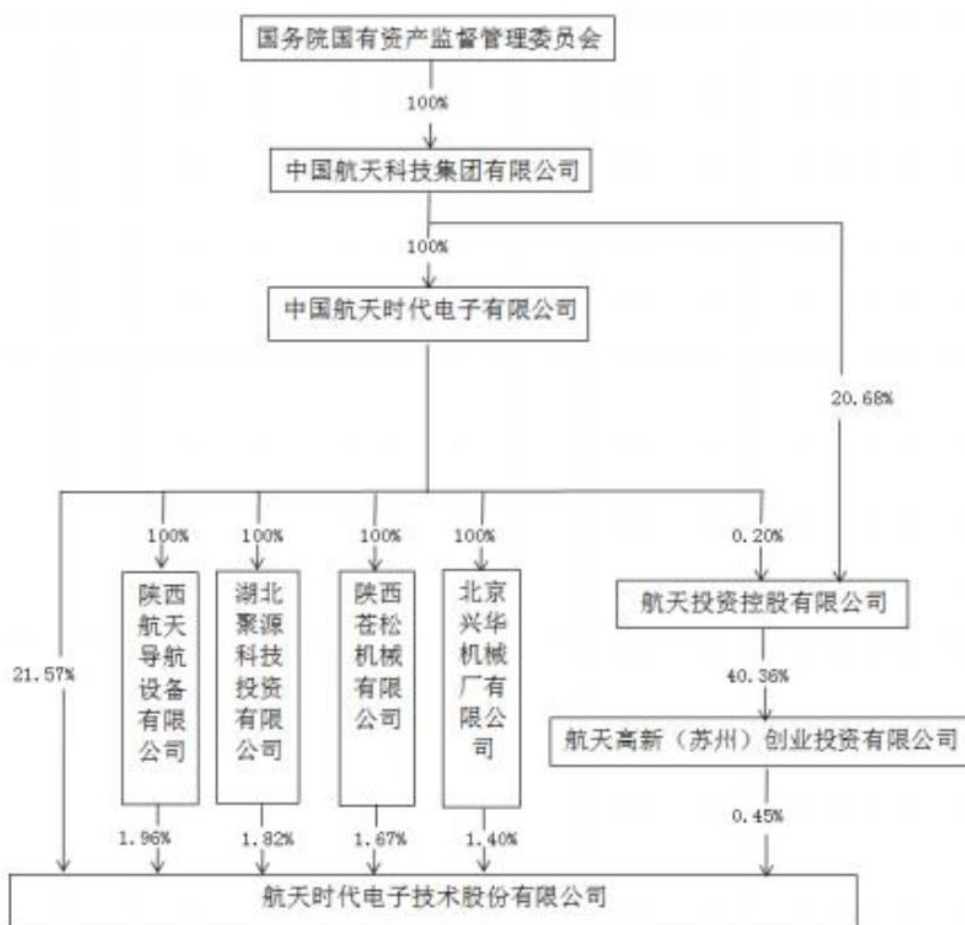 国务院国有资产监督管理委员会
100%
中国航天科技集团有限公司
100%
中国航天时代电子有限公司
20.68%
100%
100%
100%
100%
0.20%
陕西
航天
导航
设备
有限
公司
湖北
聚源
科技
投资
有限
公司
陕西
苍松
机械
有限
公司
北京
兴华
机械
厂有
限公
司
航天投资控股有限公司
21.57%
40.36%
航天高新（苏州）创业投资有限公司
1.96%
1.82%
1.67%
1.40%
0.45%
航天时代电子技术股份有限公司